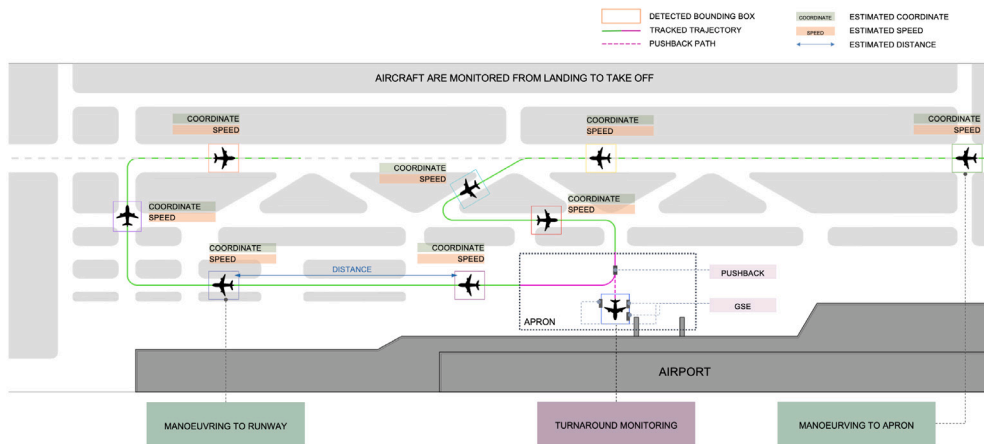 DETECTED BOUNDING BOX
COORDINATE ESTIMATED COORDINATE
TRACKED TRAJECTORY
SPEED ESTIMATED SPEED
PUSHBACK PATH
ESTIMATED DISTANCE
AIRCRAFT ARE MONITORED FROM LANDING TO TAKE OFF
COORDINATE
SPEED
COORDINATE
SPEED
COORDINATE
SPEED
COORDINATE
SPEED
COORDINATE
SPEED
COORDINATE
SPEED
COORDINATE
SPEED
COORDINATE
SPEED
DISTANCE
PUSHBACK
GSE
APRON
AIRPORT
MANOEUVRING TO RUNWAY
TURNAROUND MONITORING
MANOEURVING TO APRON